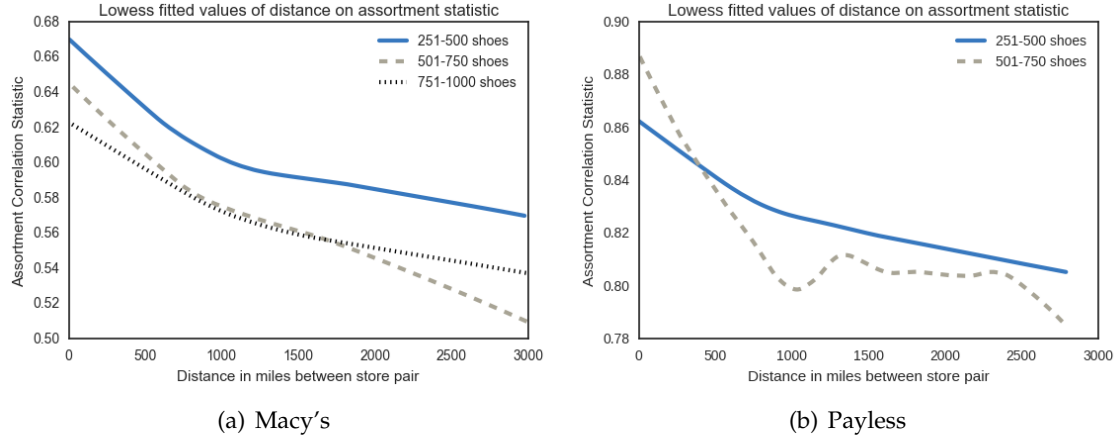 Lowess fitted values of distance on assortment statistic
0.68
0.66
0.64
0.62
0.60
0.58
0.56
0.54
0.52
0.50
Assortment Correlation Statistic
251-500 shoes
501-750 shoes
751-1000 shoes
0 500 1000 1500 2000 2500 3000
Distance in miles between store pair
(a) Macy's
Lowess fitted values of distance on assortment statistic
0.90
0.88
0.86
0.84
0.82
0.80
0.78
Assortment Correlation Statistic
251-500 shoes
501-750 shoes
0 500 1000 1500 2000 2500 3000
Distance in miles between store pair
(b) Payless